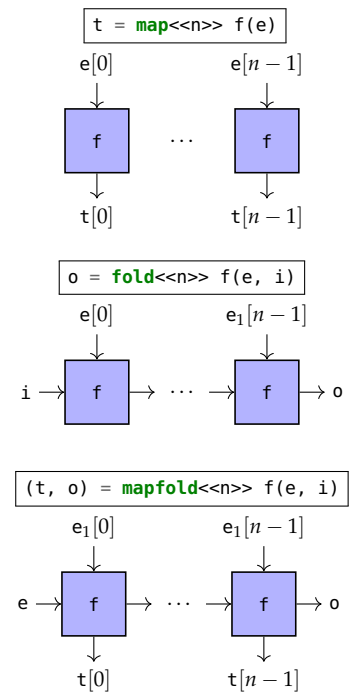 t = map<<n>> f(e)
e[0] e[n − 1]
f ··· f
t[0] t[n − 1]
o = fold<<n>> f(e, i)
e[0] e₁[n − 1]
i f ··· f o
(t, o) = mapfold<<n>> f(e, i)
e₁[0] e₁[n − 1]
e f ··· f o
t[0] t[n − 1]